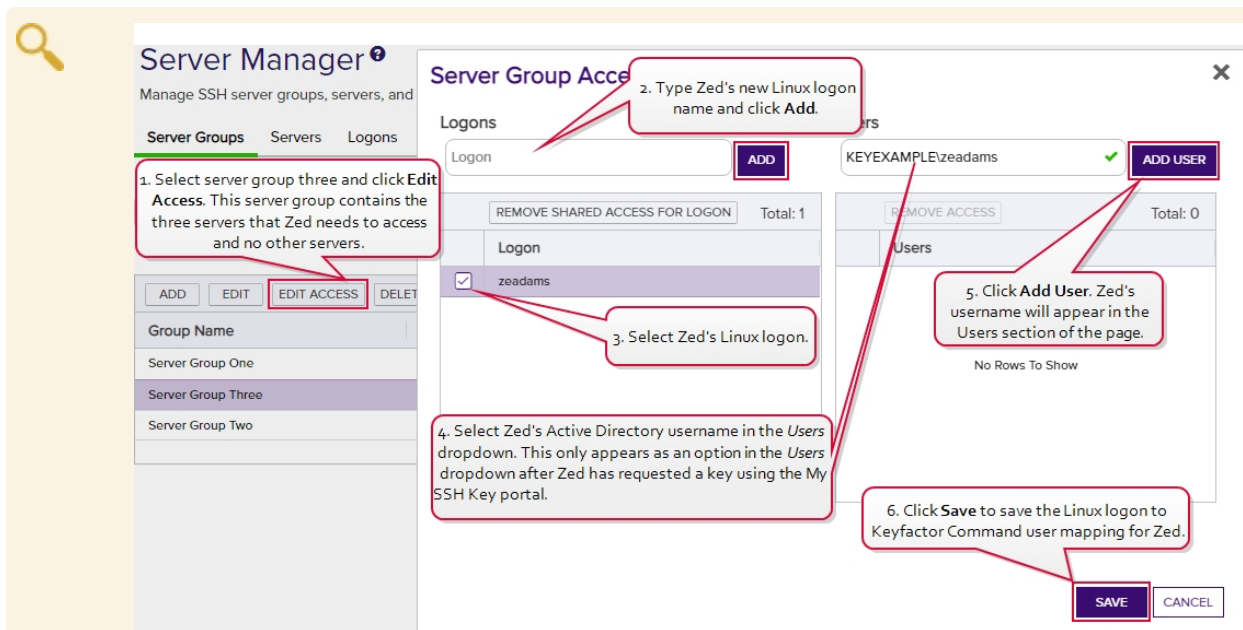 Server Manager ?
Manage SSH server groups, servers, and
Server Groups Servers Logons
1. Select server group three and click Edit
Access. This server group contains the
three servers that Zed needs to access
and no other servers.
ADD EDIT EDIT ACCESS DELET
Group Name
Server Group One
Server Group Three
Server Group Two
Server Group Acce
2. Type Zed's new Linux logon
name and click Add.
Logons
Logon
ADD
REMOVE SHARED ACCESS FOR LOGON Total: 1
Logon
zeadams
3. Select Zed's Linux logon.
4. Select Zed's Active Directory username in the Users
dropdown. This only appears as an option in the Users
dropdown after Zed has requested a key using the My
SSH Key portal.
ers
KEYEXAMPLE\zeadams
ADD USER
REMOVE ACCESS Total: 0
Users
5. Click Add User. Zed's
username will appear in the
Users section of the page.
No Rows To Show
6. Click Save to save the Linux logon to
Keyfactor Command user mapping for Zed.
SAVE CANCEL